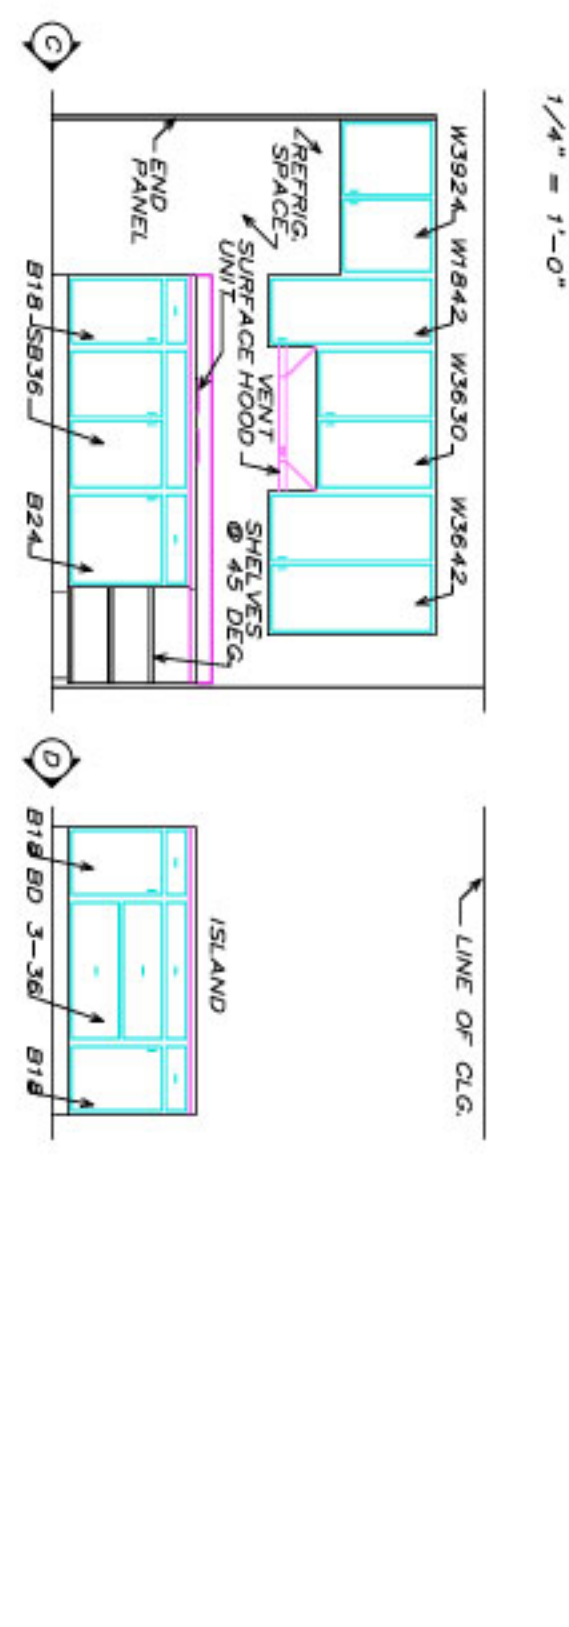 1/4" = 1'-0"
W3924
W1842
W3630
W3642
REFRIG.
SPACE
END
PANEL
SURFACE
UNIT
VENT
HOOD
SHELVES
@ 45 DEG.
B18
SB36
B24
C
LINE OF CLG.
ISLAND
B18
BD 3-36
B18
D